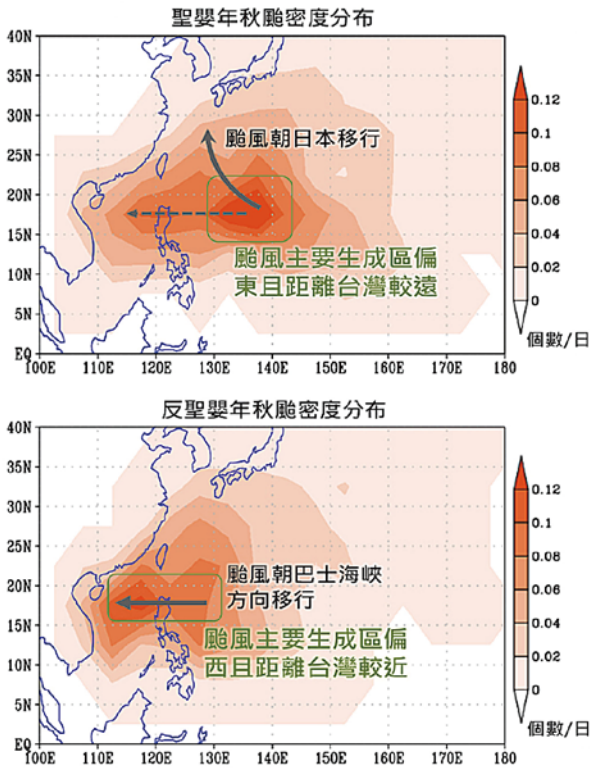 聖嬰年秋颱密度分布
40N
35N
30N
25N
20N
15N
10N
5N
EQ
100E 110E 120E 130E 140E 150E 160E 170E 180
颱風朝日本移行
颱風主要生成區偏
東且距離台灣較遠
0.12
0.1
0.08
0.06
0.04
0.02
0
個數/日
反聖嬰年秋颱密度分布
40N
35N
30N
25N
20N
15N
10N
5N
EQ
100E 110E 120E 130E 140E 150E 160E 170E 180
颱風朝巴士海峽
方向移行
颱風主要生成區偏
西且距離台灣較近
0.12
0.1
0.08
0.06
0.04
0.02
0
個數/日